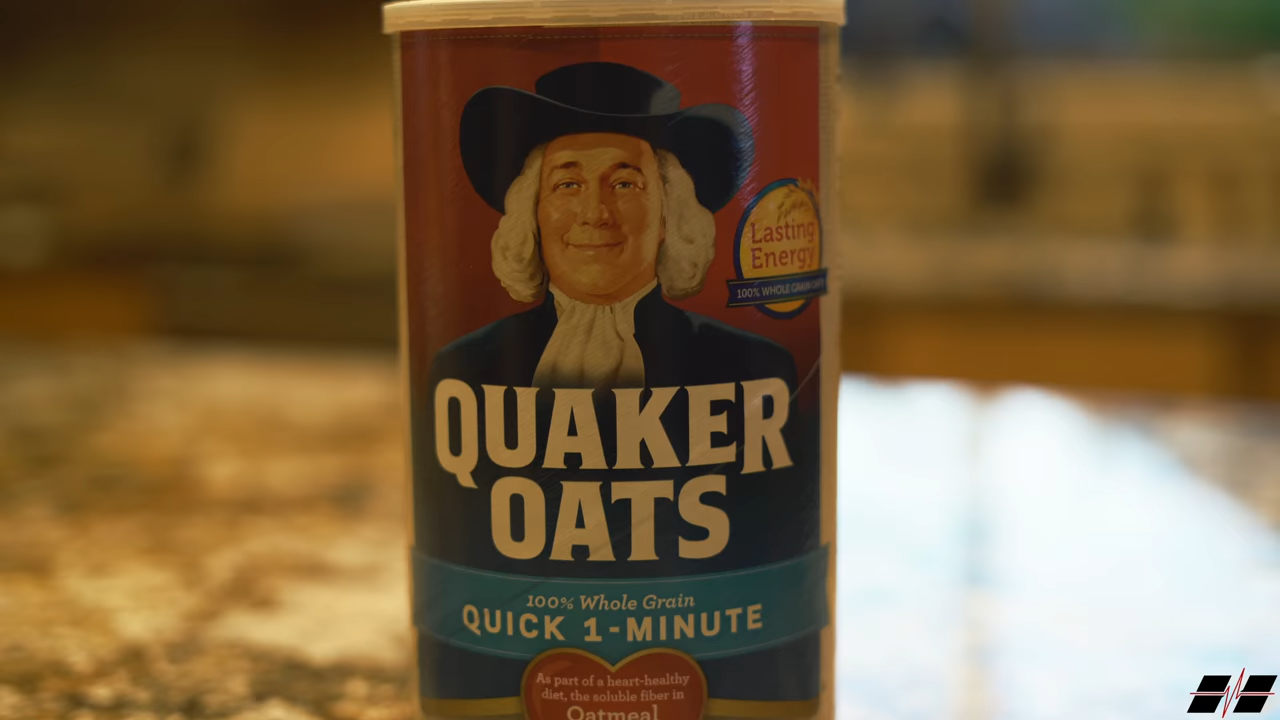 Lasting
Energy
100% WHOLE GRAIN
QUAKER
OATS
100% Whole Grain
QUICK 1-MINUTE
As part of a heart-healthy
diet, the soluble fiber in
Oatmeal